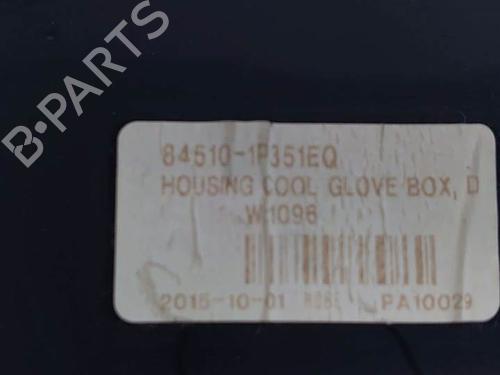 84510-1P351EQ
HOUSING COOL GLOVE BOX, D
W1096
2015-10-01 PA10029
B-PARTS